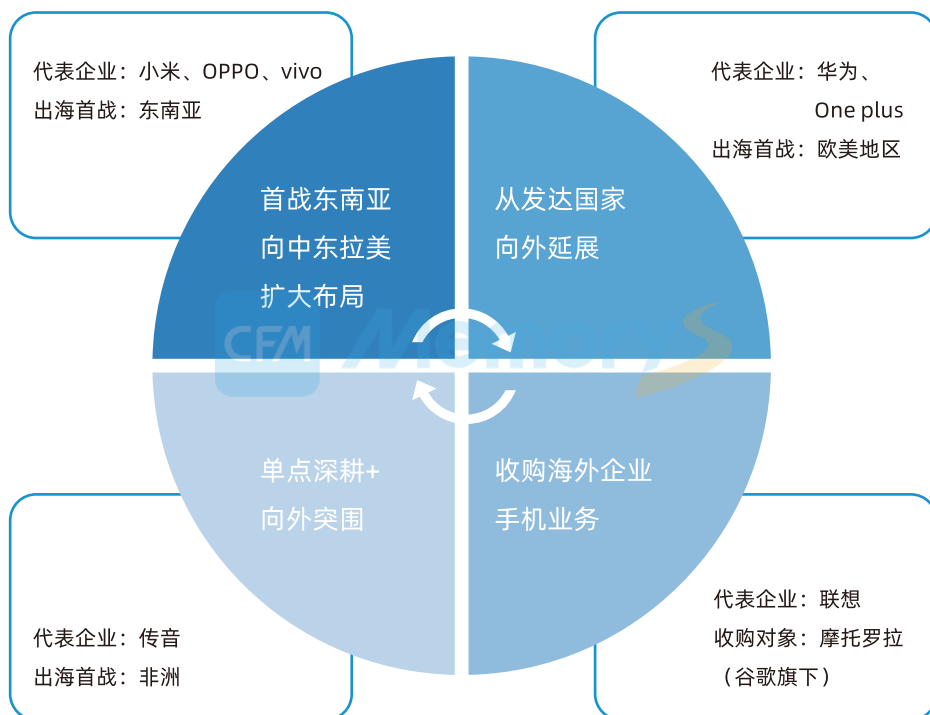 代表企业：小米、OPPO、vivo
出海首战：东南亚
代表企业：华为、
One plus
出海首战：欧美地区
首战东南亚
向中东拉美
扩大布局
从发达国家
向外延展
CFM MemoryS
单点深耕+
向外突围
收购海外企业
手机业务
代表企业：传音
出海首战：非洲
代表企业：联想
收购对象：摩托罗拉
（谷歌旗下）